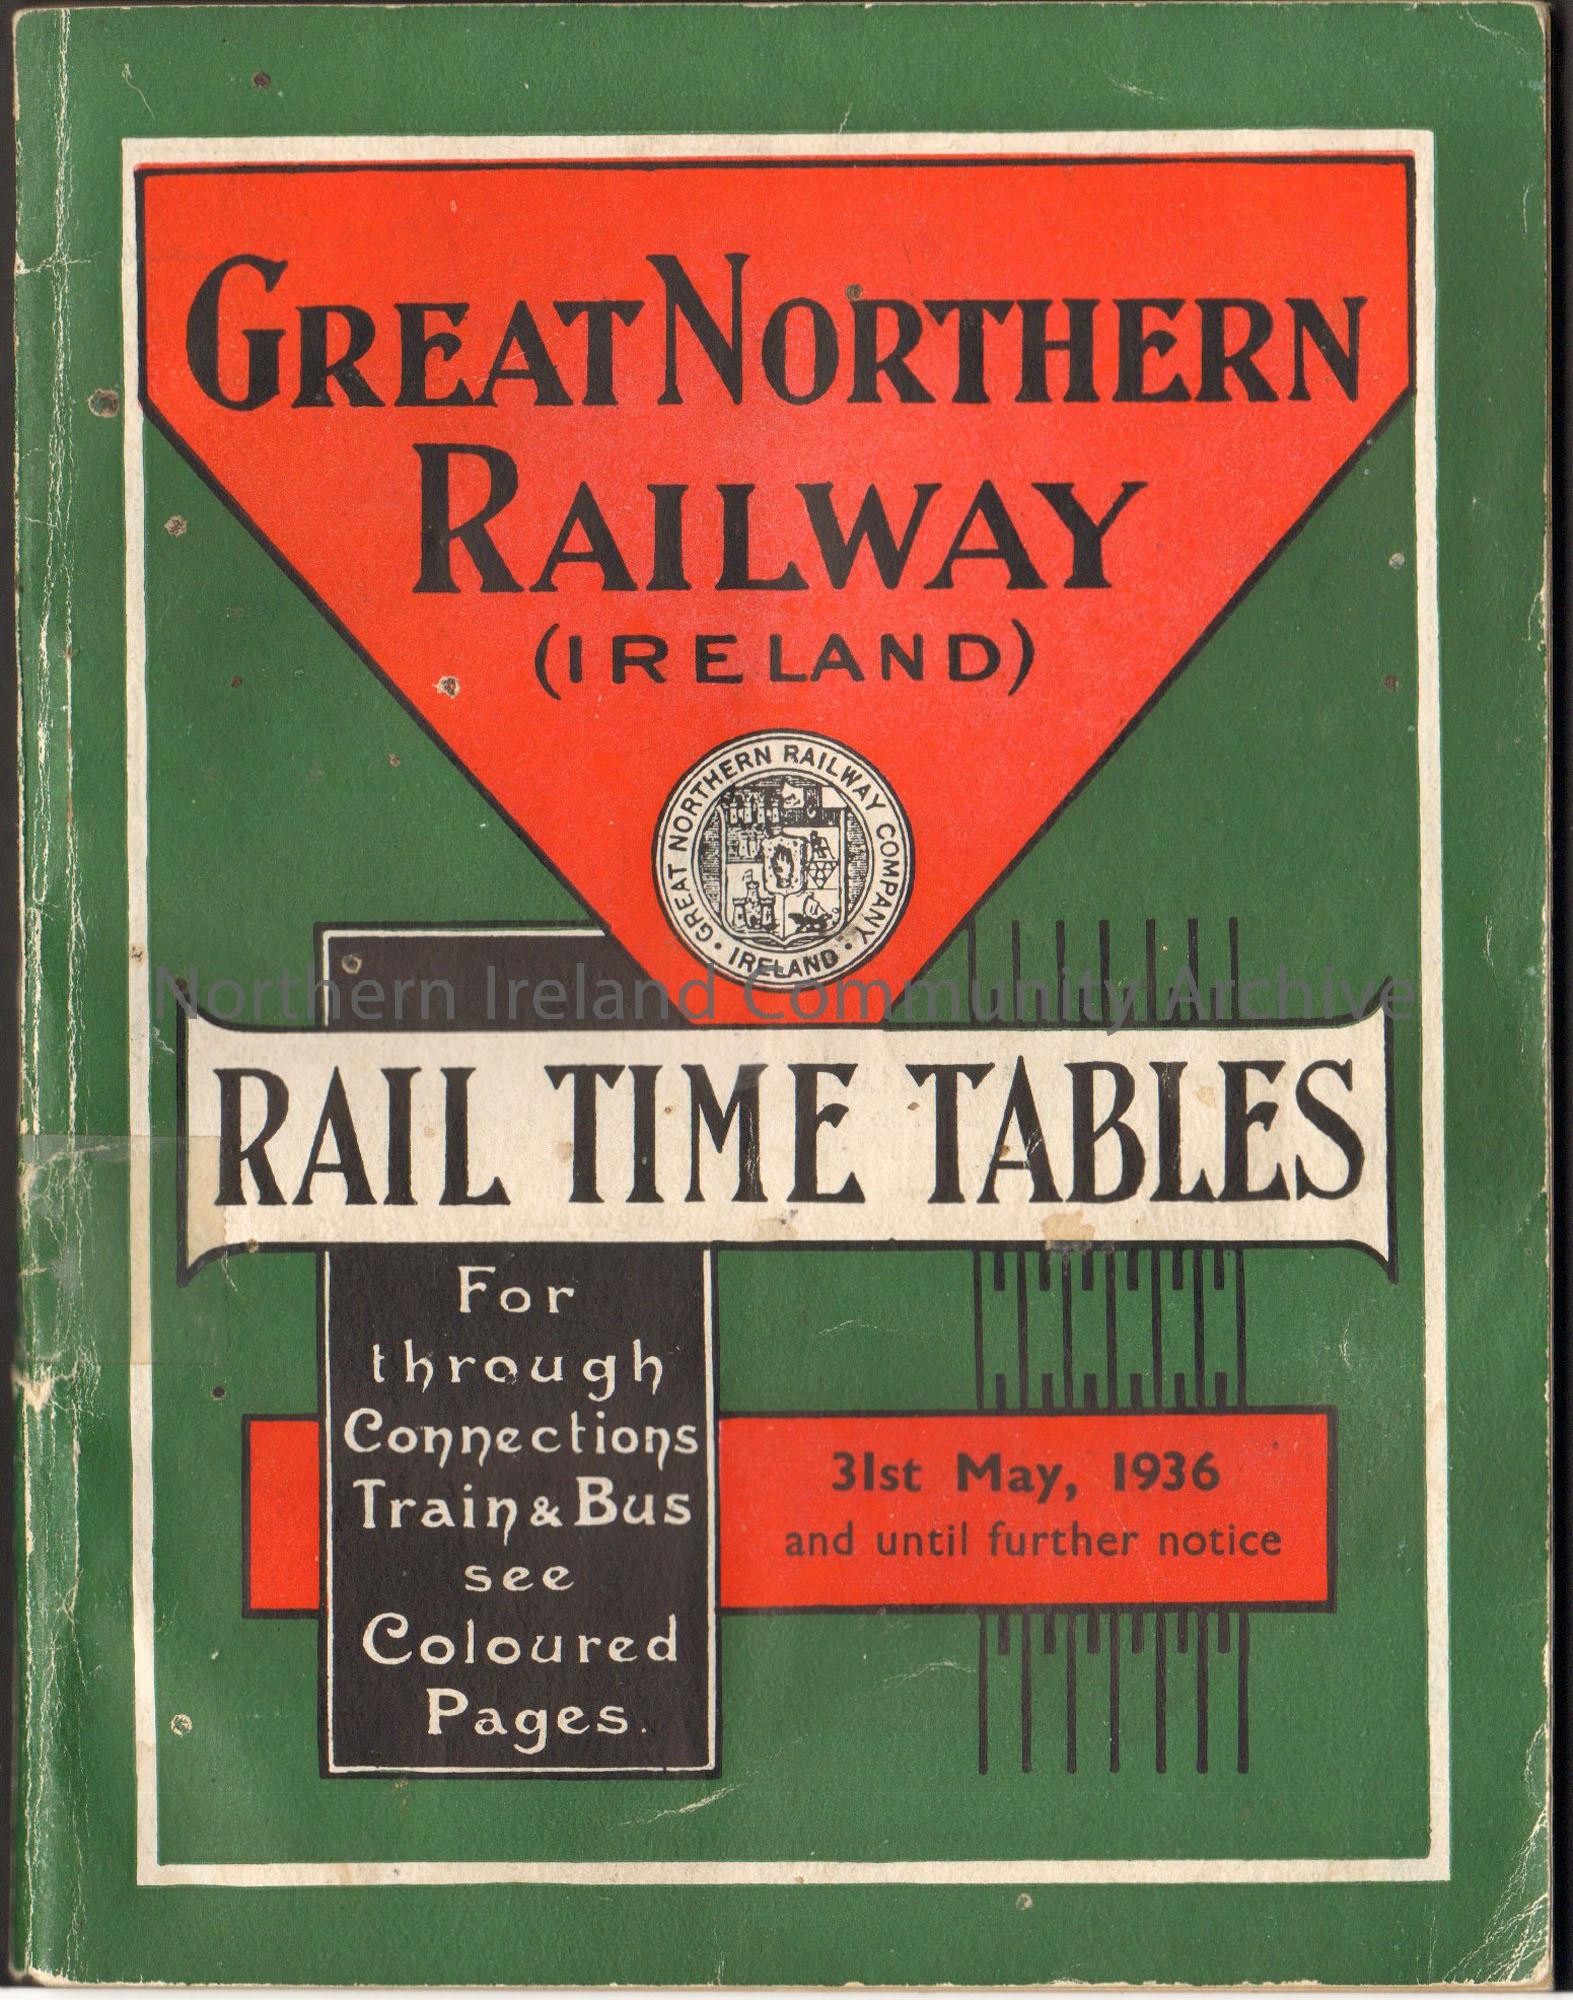 GREAT NORTHERN
RAILWAY
(IRELAND)
GREAT NORTHERN RAILWAY COMPANY
• IRELAND •
Northern Ireland Community Archive
RAIL TIME TABLES
For
through
Connections
Train & Bus
see
Coloured
Pages.
31st May, 1936
and until further notice